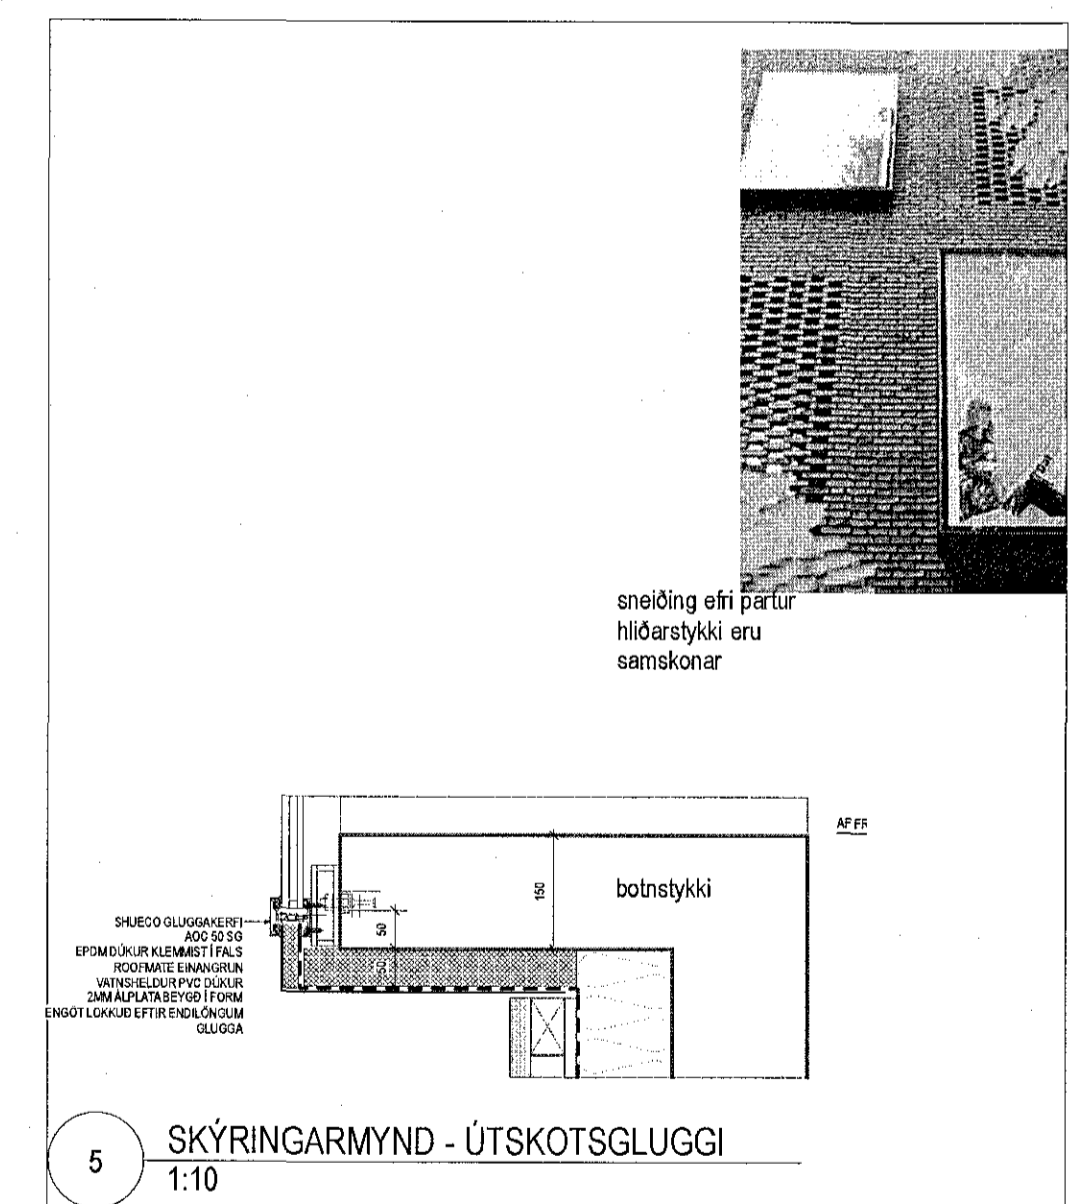 sneiðing efri partur
hliðarstykki eru
samskonar
AF FR
150
botnstykki
50
50
SHUECO GLUGGAKERFI
AOC 50 SG
EPDM DÚKUR KLEMMIST Í FALS
ROOFMATE EINANGRUN
VATNSHELDUR PVC DÚKUR
2MM ÁLPLATA BEYGÐ Í FORM
ENGÖT LOKKUÐ EFTIR ENDILÖNGUM
GLUGGA
5
SKÝRINGARMYND - ÚTSKOTSGLUGGI
1:10